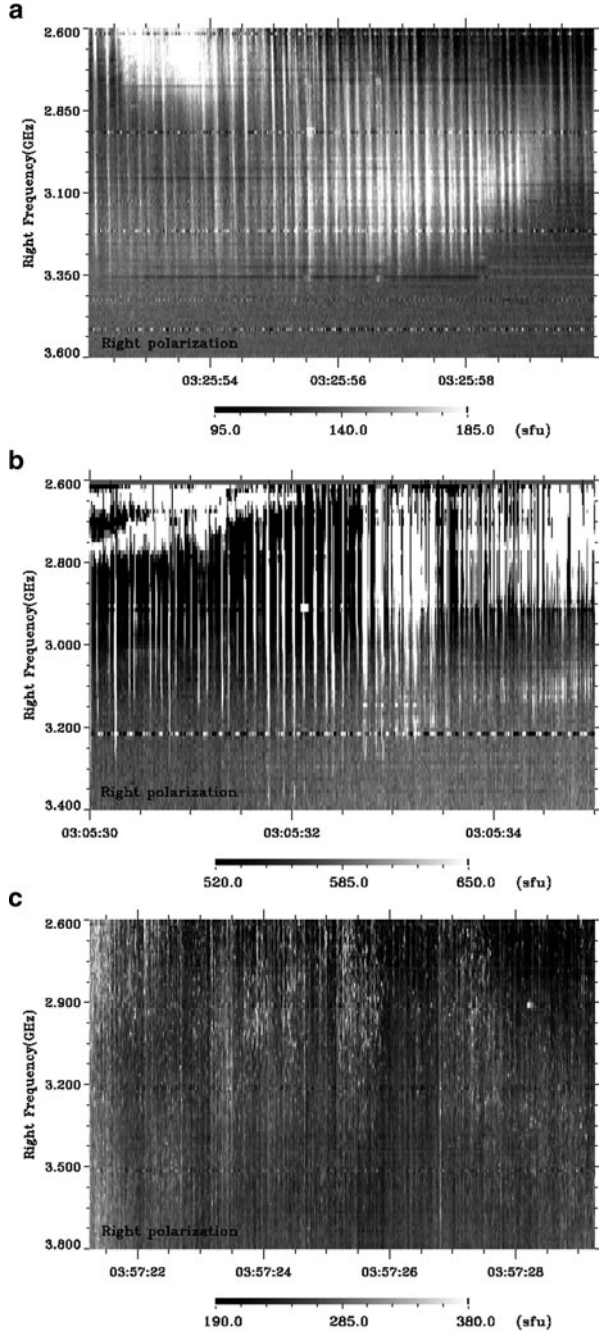 a
2.600
2.850
3.100
3.350
3.600
Right Frequency(GHz)
Right polarization
03:25:54 03:25:56 03:25:58
95.0 140.0 185.0 (sfu)
b
2.600
2.800
3.000
3.200
3.400
Right Frequency(GHz)
Right polarization
03:05:30 03:05:32 03:05:34
520.0 585.0 650.0 (sfu)
c
2.600
2.900
3.200
3.500
3.800
Right Frequency(GHz)
Right polarization
03:57:22 03:57:24 03:57:26 03:57:28
190.0 285.0 380.0 (sfu)